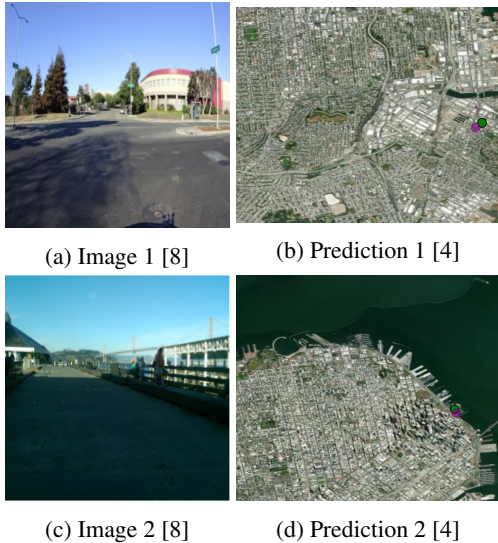 (a) Image 1 [8]
(b) Prediction 1 [4]
(c) Image 2 [8]
(d) Prediction 2 [4]